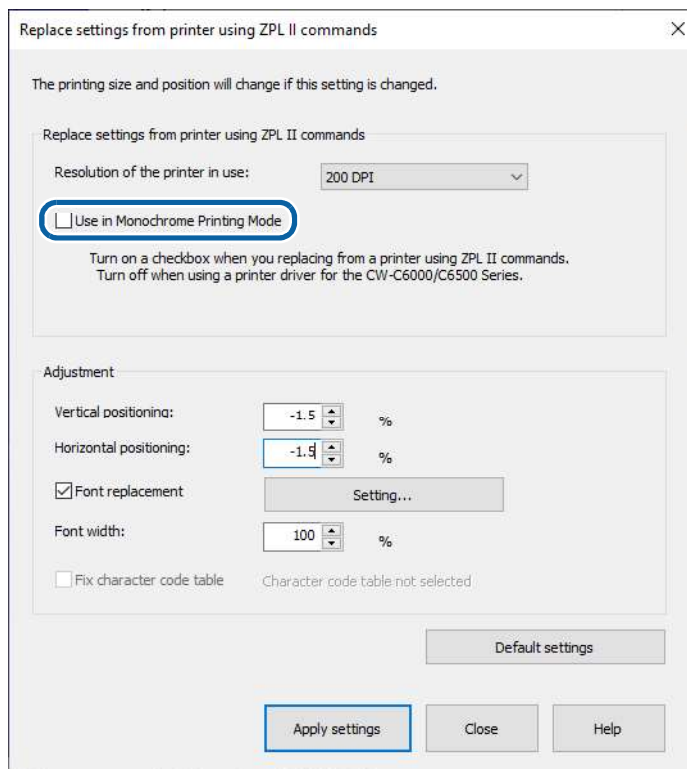 Replace settings from printer using ZPL II commands
The printing size and position will change if this setting is changed.
Replace settings from printer using ZPL II commands
Resolution of the printer in use: 200 DPI
Use in Monochrome Printing Mode
Turn on a checkbox when you replacing from a printer using ZPL II commands.
Turn off when using a printer driver for the CW-C6000/C6500 Series.
Adjustment
Vertical positioning: -1.5 %
Horizontal positioning: -1.5 %
Font replacement Setting...
Font width: 100 %
Fix character code table Character code table not selected
Default settings
Apply settings Close Help